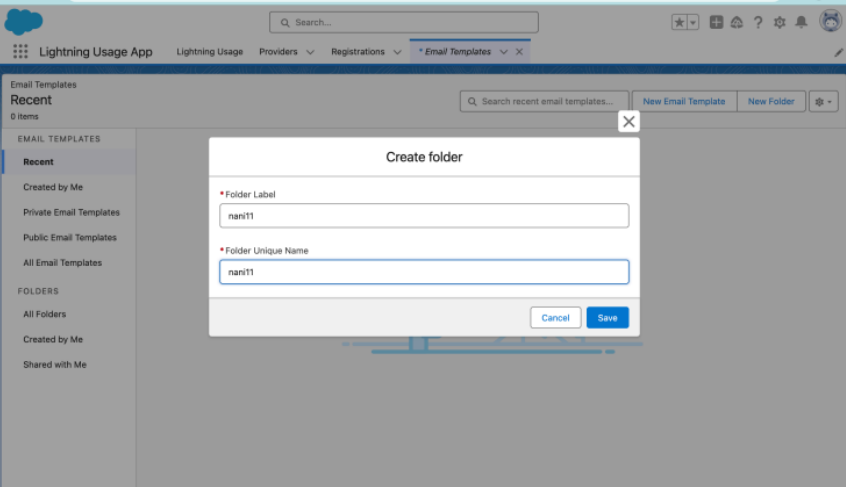 Search...
Lightning Usage App
Lightning Usage
Providers
Registrations
* Email Templates
Email Templates
Recent
0 items
Search recent email templates...
New Email Template
New Folder
EMAIL TEMPLATES
Recent
Created by Me
Private Email Templates
Public Email Templates
All Email Templates
FOLDERS
All Folders
Created by Me
Shared with Me
Create folder
* Folder Label
nani11
* Folder Unique Name
nani11
Cancel
Save